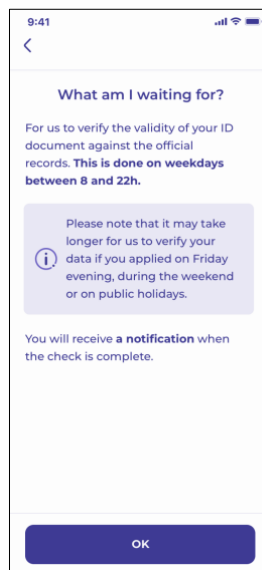 9:41
What am I waiting for?
For us to verify the validity of your ID
document against the official
records. This is done on weekdays
between 8 and 22h.
Please note that it may take
longer for us to verify your
data if you applied on Friday
evening, during the weekend
or on public holidays.
You will receive a notification when
the check is complete.
OK